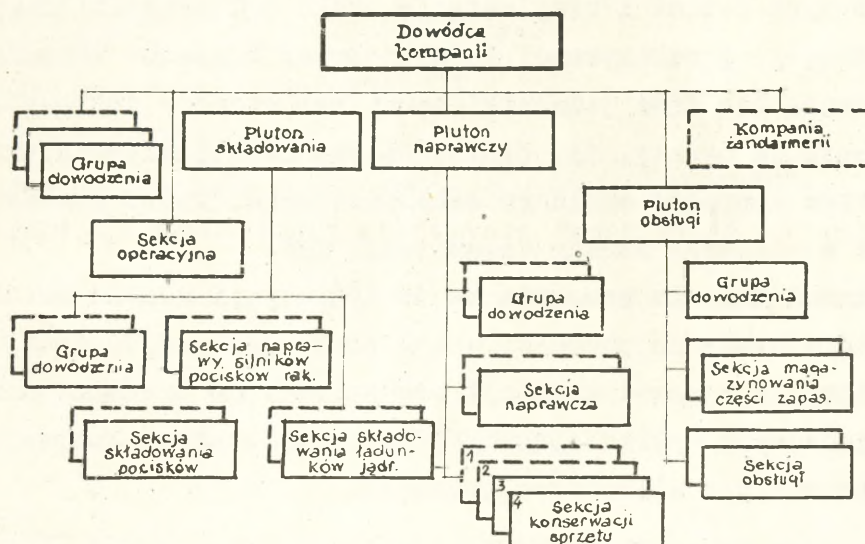 Dowódca
kompanii
Grupa
dowodzenia
Pluton
składowania
Pluton
naprawczy
Kompania
żandarmerii
Sekcja
operacyjna
Pluton
obsługi
Grupa
dowodzenia
Sekcja napra-
wy silników
pocisków rak.
Grupa
dowodzenia
Grupa
dowodzenia
Sekcja
składowania
pocisków
Sekcja składo-
wania ładun-
ków jądr.
Sekcja
naprawcza
Sekcja maga-
zynowania
części zapas.
1
2
3
4
Sekcja
konserwacji
sprzętu
Sekcja
obsługi